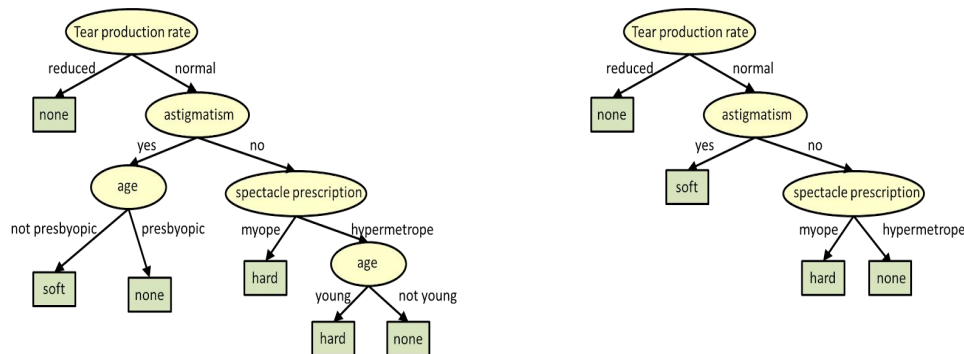 Tear production rate
reduced
normal
none
astigmatism
yes
no
age
spectacle prescription
not presbyopic
presbyopic
myope
hypermetrope
soft
none
hard
age
young
not young
hard
none
Tear production rate
reduced
normal
none
astigmatism
yes
no
soft
spectacle prescription
myope
hypermetrope
hard
none